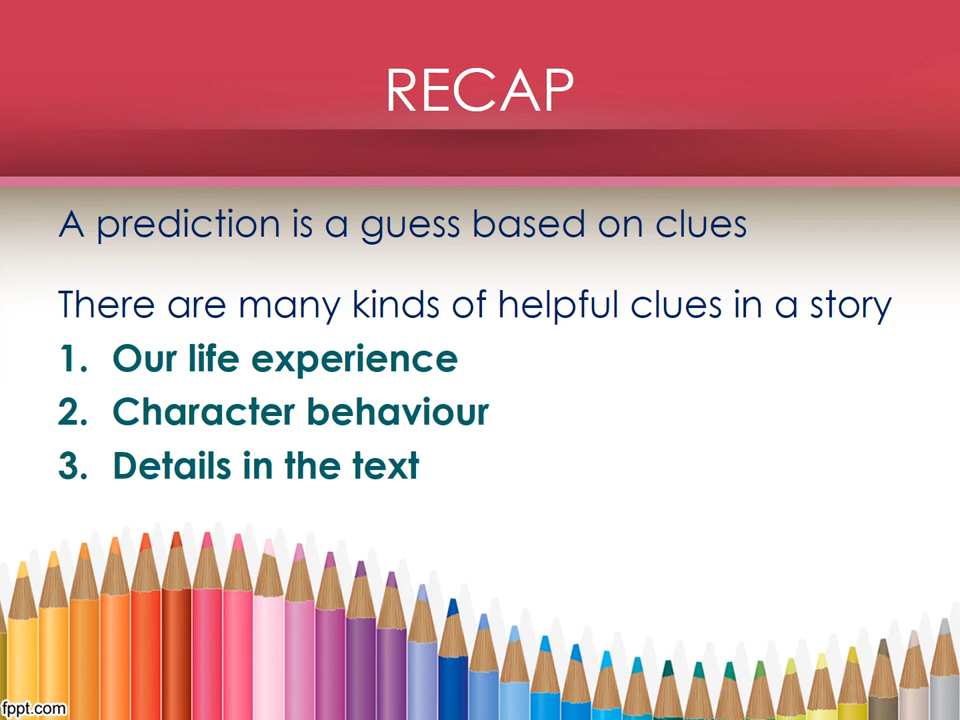 RECAP
A prediction is a guess based on clues
There are many kinds of helpful clues in a story
1. Our life experience
2. Character behaviour
3. Details in the text
fppt.com